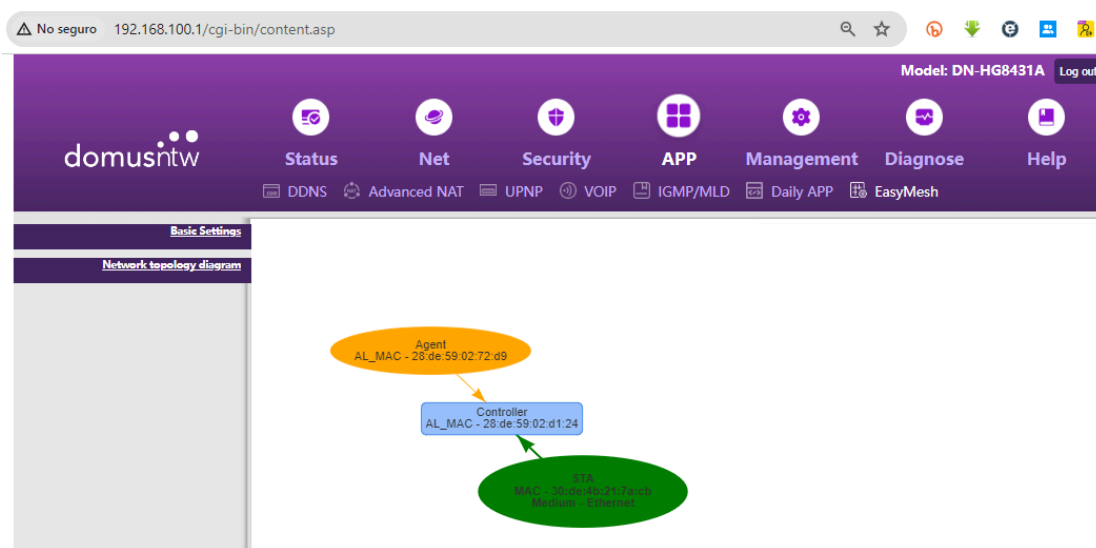 No seguro 192.168.100.1/cgi-bin/content.asp
Model: DN-HG8431A Log out
domusntw
Status Net Security APP Management Diagnose Help
DDNS Advanced NAT UPNP VOIP IGMP/MLD Daily APP EasyMesh
Basic Settings
Network topology diagram
Agent
AL_MAC - 28:de:59:02:72:d9
Controller
AL_MAC - 28:de:59:02:d1:24
STA
MAC - 30:de:4b:21:7a:cb
Medium - Ethernet